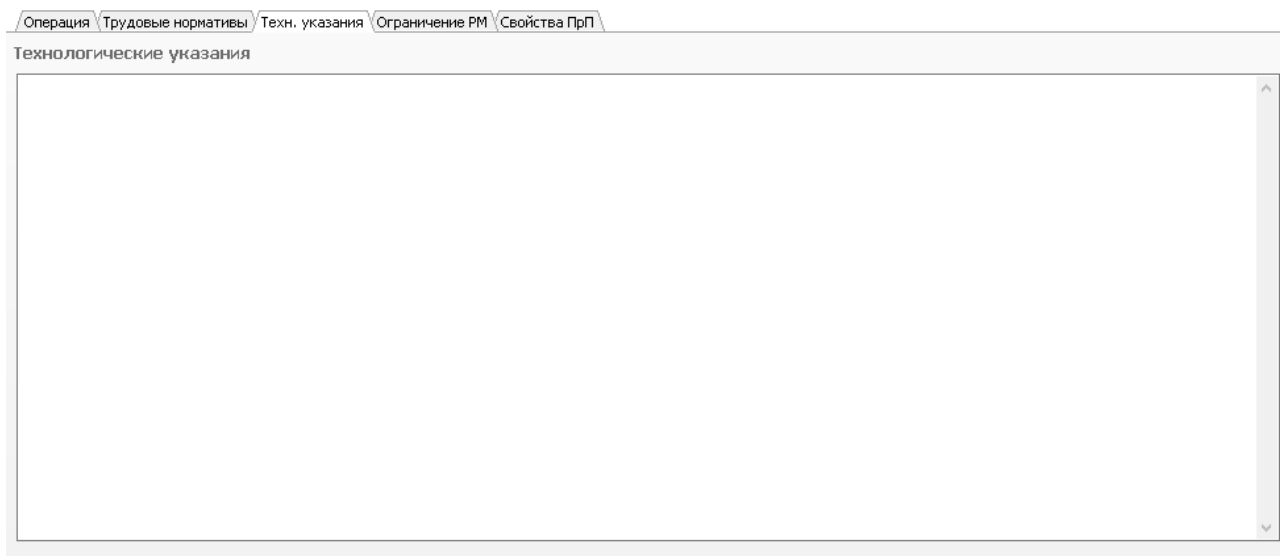 Операция Трудовые нормативы Техн. указания Ограничение РМ Свойства ПрП
Технологические указания